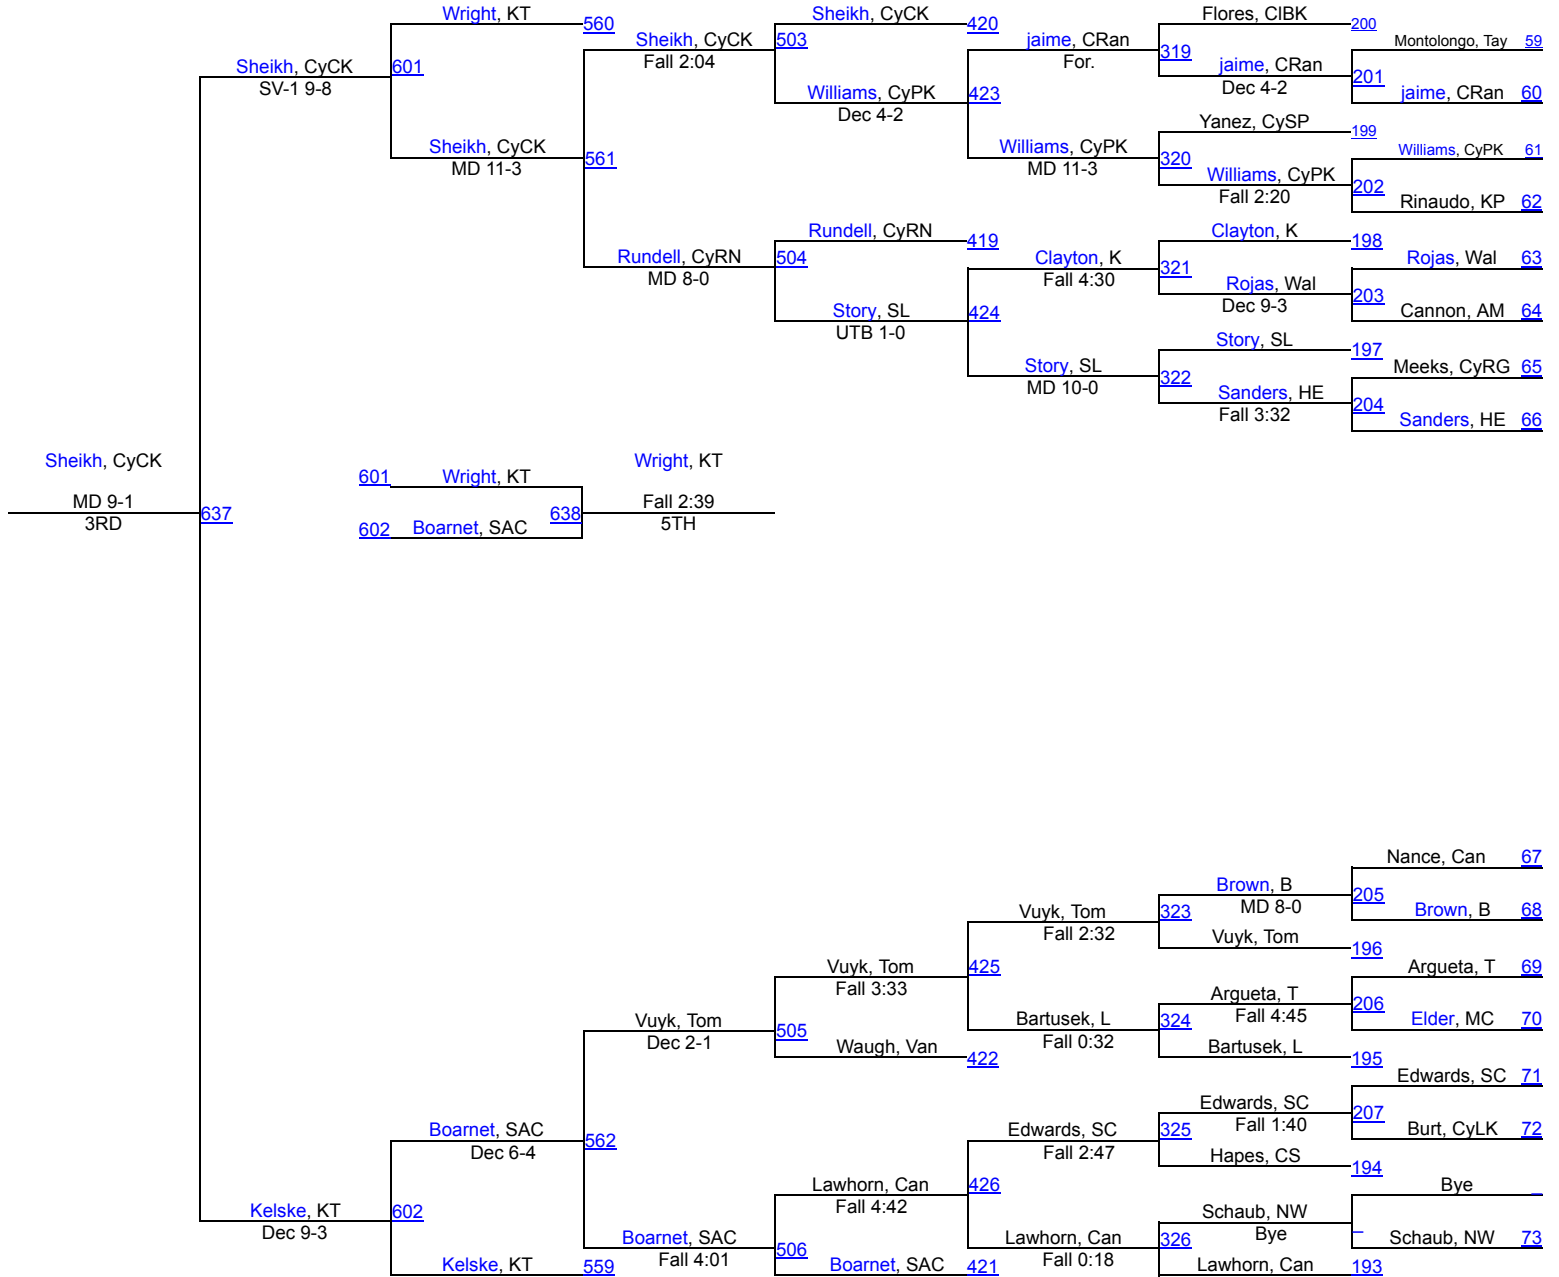 Wright, KT
560
Sheikh, CyCK
420
Flores, ClBK
200
Sheikh, CyCK
503
jaime, CRan
319
Montolongo, Tay 59
Fall 2:04
For.
jaime, CRan
201
Sheikh, CyCK
601
SV-1 9-8
Dec 4-2
jaime, CRan 60
Williams, CyPK
423
Dec 4-2
Yanez, CySP
199
Sheikh, CyCK
561
MD 11-3
Williams, CyPK
320
MD 11-3
Williams, CyPK 61
Williams, CyPK
202
Fall 2:20
Rinaudo, KP 62
Rundell, CyRN
419
Clayton, K
198
Rundell, CyRN
504
MD 8-0
Clayton, K
321
Fall 4:30
Rojas, Wal 63
Rojas, Wal
203
Dec 9-3
Story, SL
424
UTB 1-0
Cannon, AM 64
Story, SL
197
Story, SL
322
MD 10-0
Meeks, CyRG 65
Sanders, HE
204
Fall 3:32
Sanders, HE 66
Sheikh, CyCK
Wright, KT
601
Wright, KT
MD 9-1
637
3RD
Fall 2:39
638
5TH
602
Boarnet, SAC
Nance, Can 67
Brown, B
205
MD 8-0
Vuyk, Tom
323
Fall 2:32
Brown, B 68
Vuyk, Tom
196
Vuyk, Tom
425
Fall 3:33
Argueta, T 69
Argueta, T
206
Fall 4:45
Vuyk, Tom
505
Dec 2-1
Bartusek, L
324
Fall 0:32
Elder, MC 70
Waugh, Van
422
Bartusek, L
195
Edwards, SC 71
Edwards, SC
207
Fall 1:40
Boarnet, SAC
562
Dec 6-4
Edwards, SC
325
Fall 2:47
Burt, CyLK 72
Hapes, CS
194
Lawhorn, Can
426
Fall 4:42
Bye _
Kelske, KT
602
Dec 9-3
Schaub, NW
_
Bye
Boarnet, SAC
506
Fall 4:01
Lawhorn, Can
326
Fall 0:18
Schaub, NW 73
Kelske, KT
559
Boarnet, SAC
421
Lawhorn, Can
193